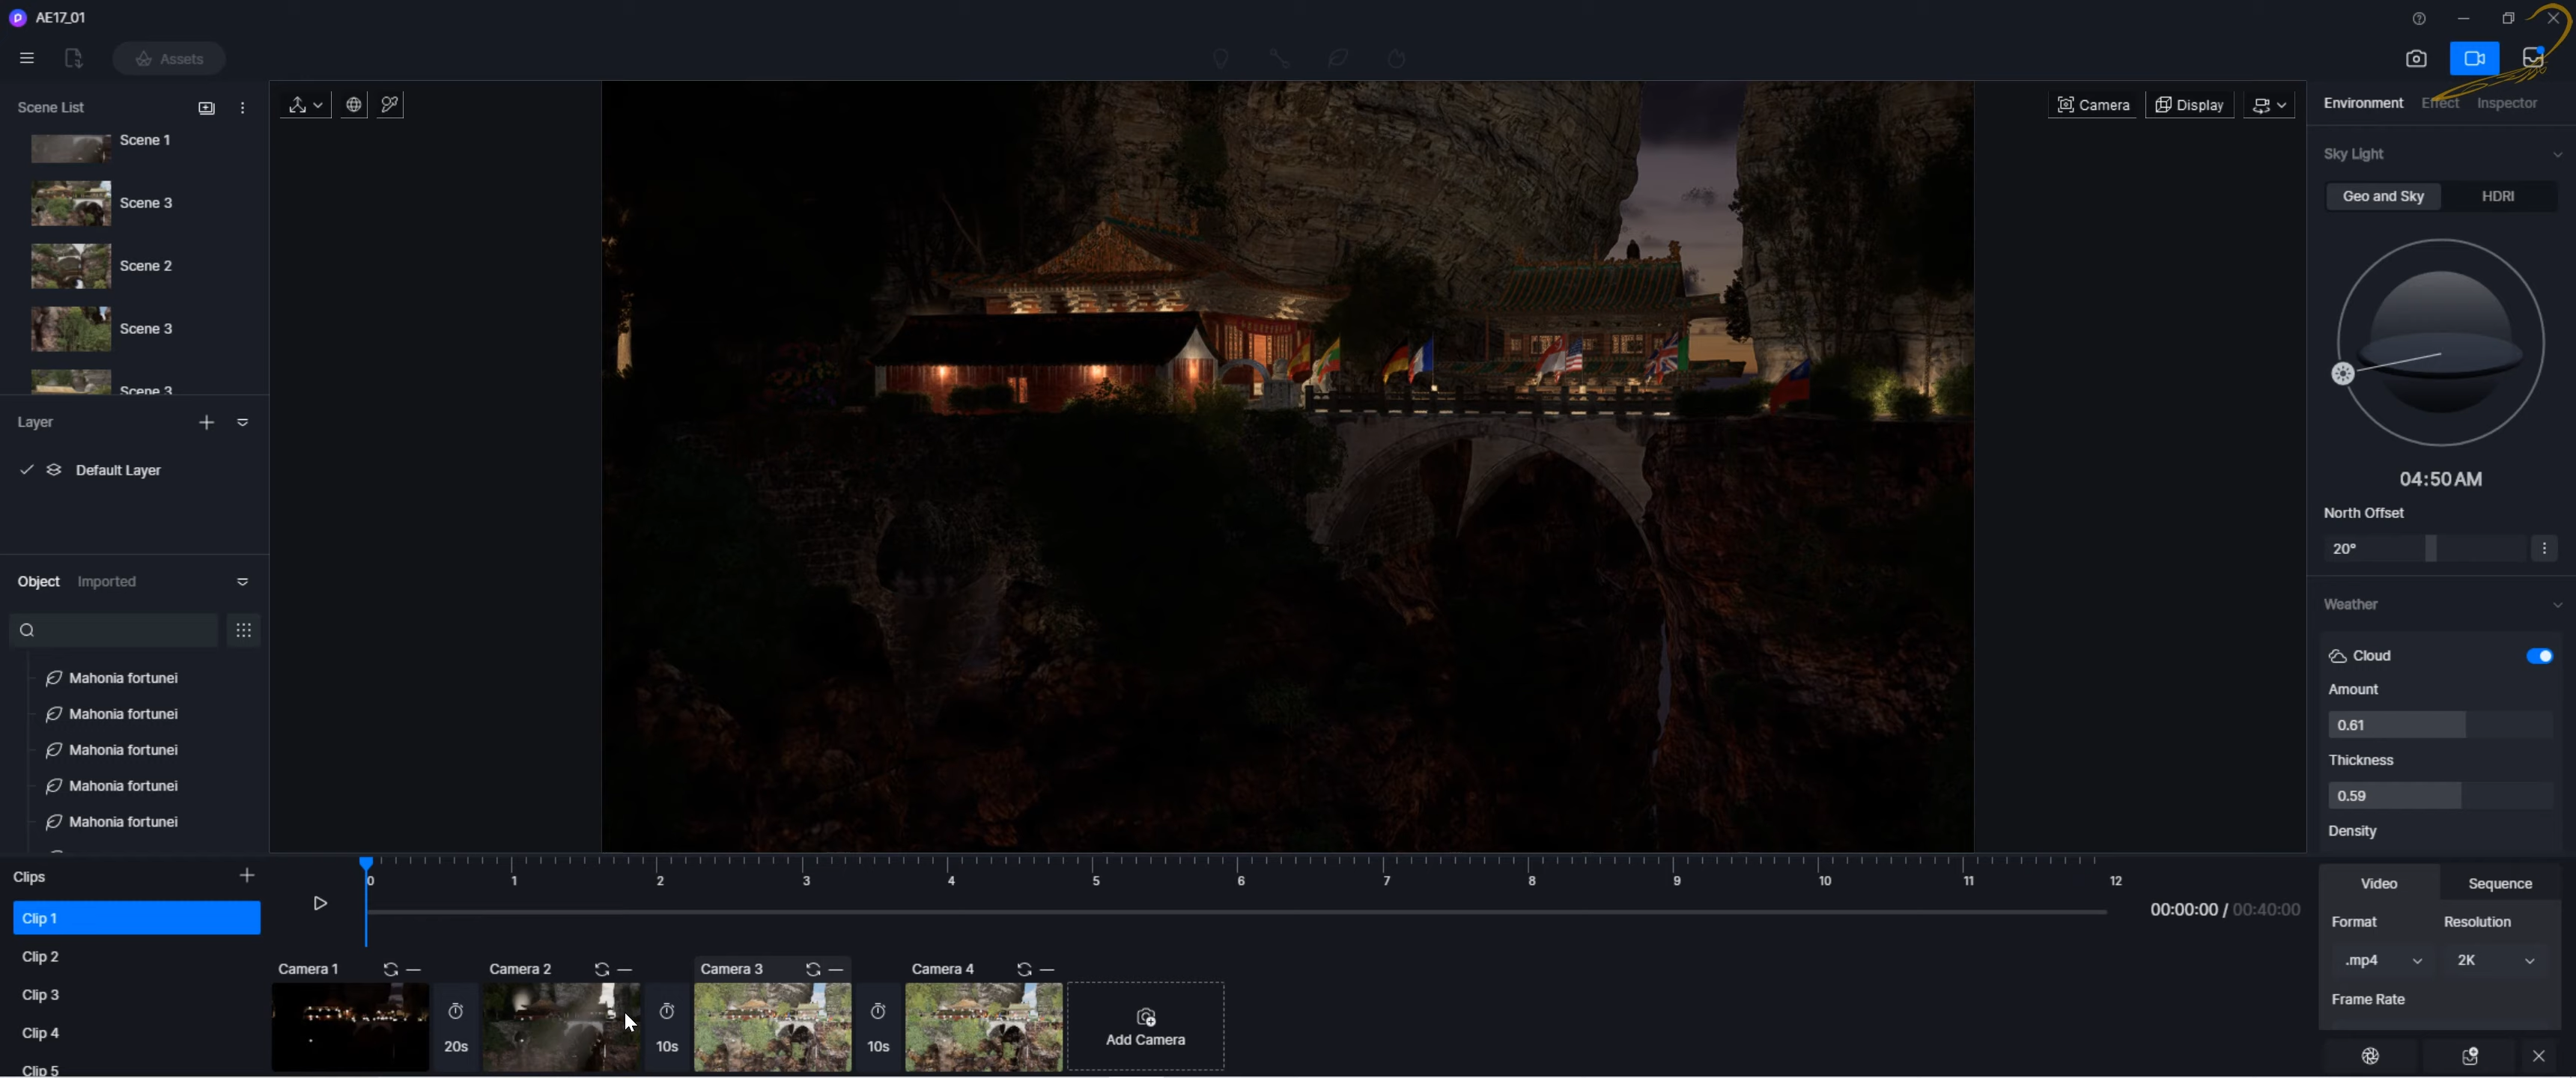 AE17_01
Assets
Scene List
Scene 1
Scene 3
Scene 2
Scene 3
Scene 3
Layer
Default Layer
Object Imported
Mahonia fortunei
Mahonia fortunei
Mahonia fortunei
Mahonia fortunei
Mahonia fortunei
Camera Display
Environment Effect Inspector
Sky Light
Geo and Sky HDRI
04:50 AM
North Offset
20°
Weather
Cloud
Amount
0.61
Thickness
0.59
Density
Clips
Clip 1
Clip 2
Clip 3
Clip 4
Clip 5
0 1 2 3 4 5 6 7 8 9 10 11 12
00:00:00 / 00:40:00
Camera 1 Camera 2 Camera 3 Camera 4
20s 10s 10s
Add Camera
Video Sequence
Format Resolution
.mp4 2K
Frame Rate